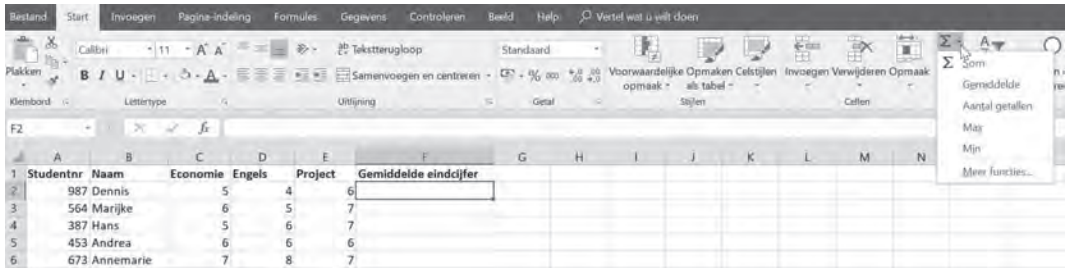 Bestand Start Invoegen Pagina-indeling Formules Gegevens Controleren Beeld Help Vertel wat u wilt doen
Calibri 11 A A Tekstterugloop Standaard Σ
Σ Som
Plakken B I U A Samenvoegen en centreren % 000 Voorwaardelijke Opmaken Celstijlen Invoegen Verwijderen Opmaak
opmaak als tabel Gemiddelde
Klembord Lettertype Uitlijning Getal Stijlen Cellen Aantal getallen
F2 fx Max
Min
A B C D E F G H I J K L M N
Meer functies...
1 Studentnr Naam Economie Engels Project Gemiddelde eindcijfer
2 987 Dennis 5 4 6
3 564 Marijke 6 5 7
4 387 Hans 5 6 7
5 453 Andrea 6 6 6
6 673 Annemarie 7 8 7